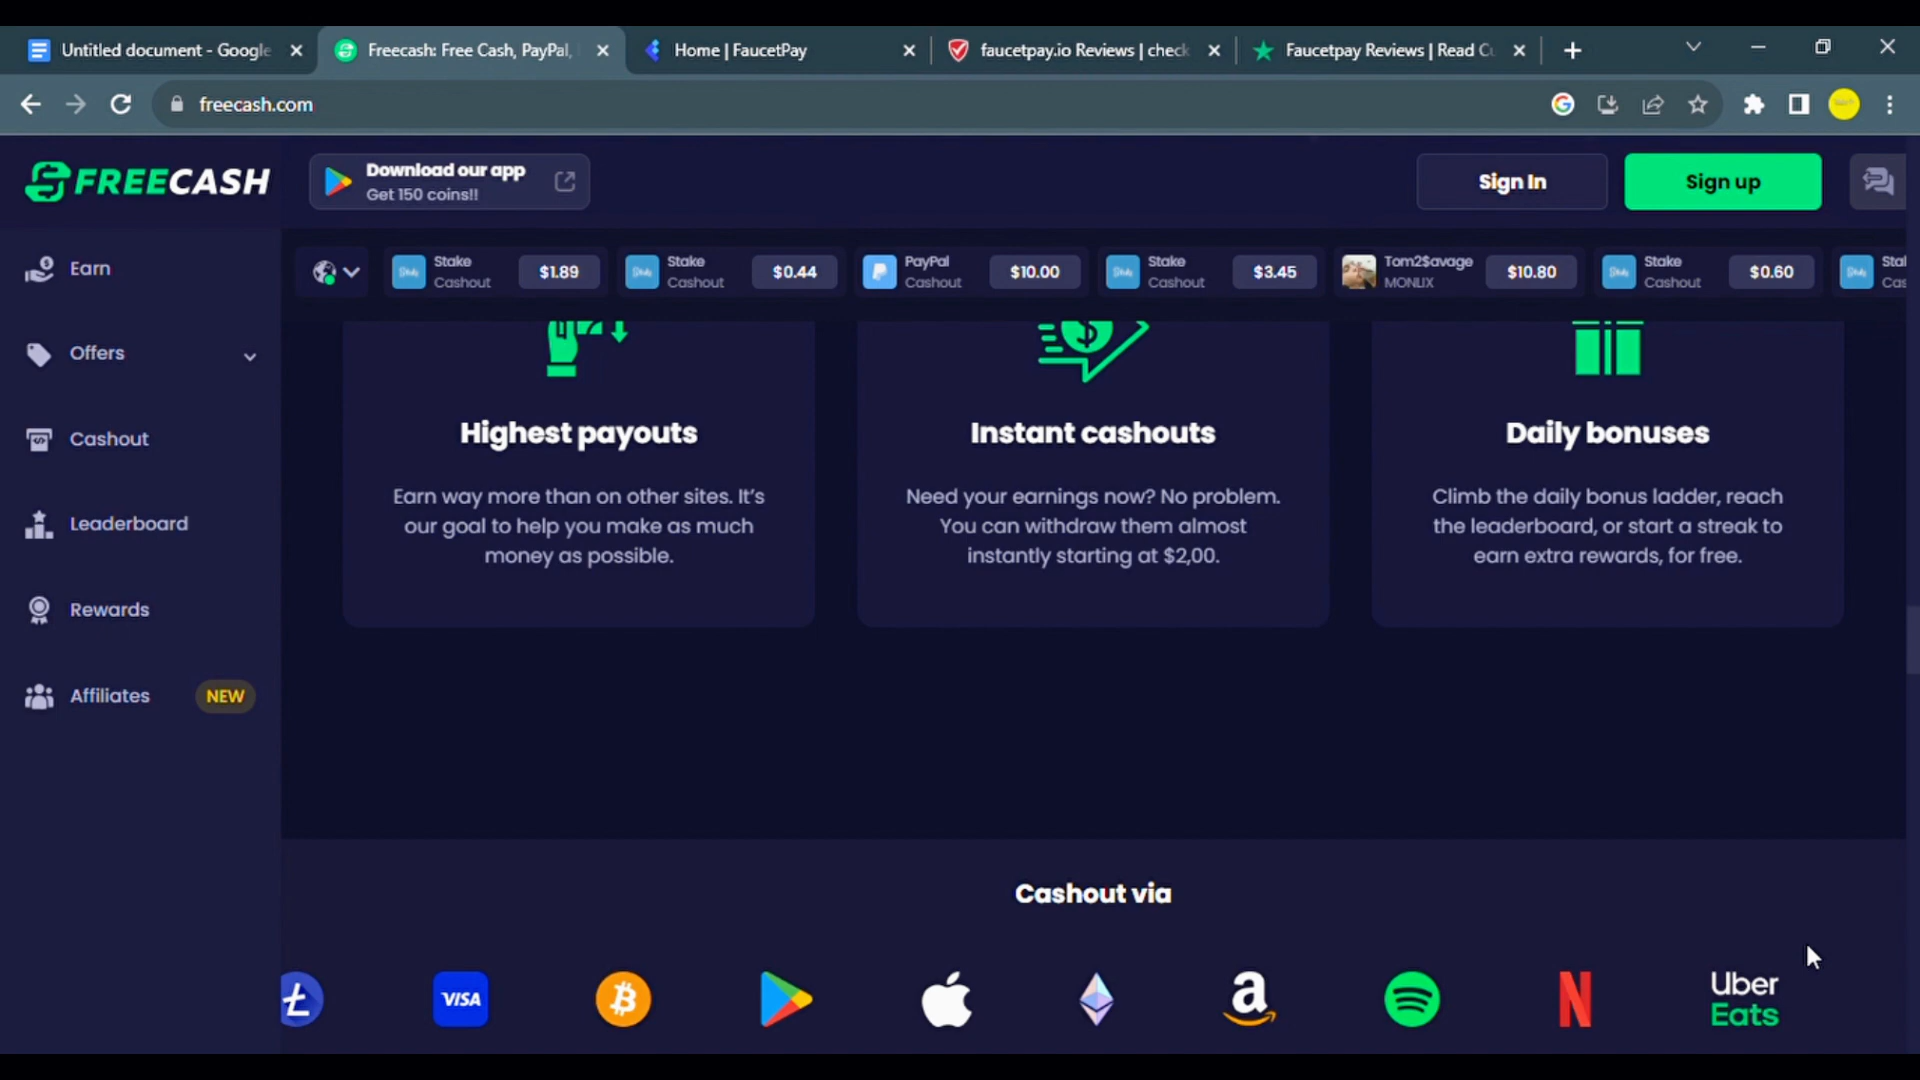 Untitled document - Google
Freecash: Free Cash, PayPal,
Home | FaucetPay
faucetpay.io Reviews | check
Faucetpay Reviews | Read Cu
freecash.com
FREECASH
Download our app
Get 150 coins!!
Sign In
Sign up
Earn
Offers
Cashout
Leaderboard
Rewards
Affiliates
NEW
Stake
Cashout
$1.89
Stake
Cashout
$0.44
PayPal
Cashout
$10.00
Stake
Cashout
$3.45
Tom2$avage
MONLIX
$10.80
Stake
Cashout
$0.60
Highest payouts
Earn way more than on other sites. It's
our goal to help you make as much
money as possible.
Instant cashouts
Need your earnings now? No problem.
You can withdraw them almost
instantly starting at $2,00.
Daily bonuses
Climb the daily bonus ladder, reach
the leaderboard, or start a streak to
earn extra rewards, for free.
Cashout via
VISA
Uber
Eats